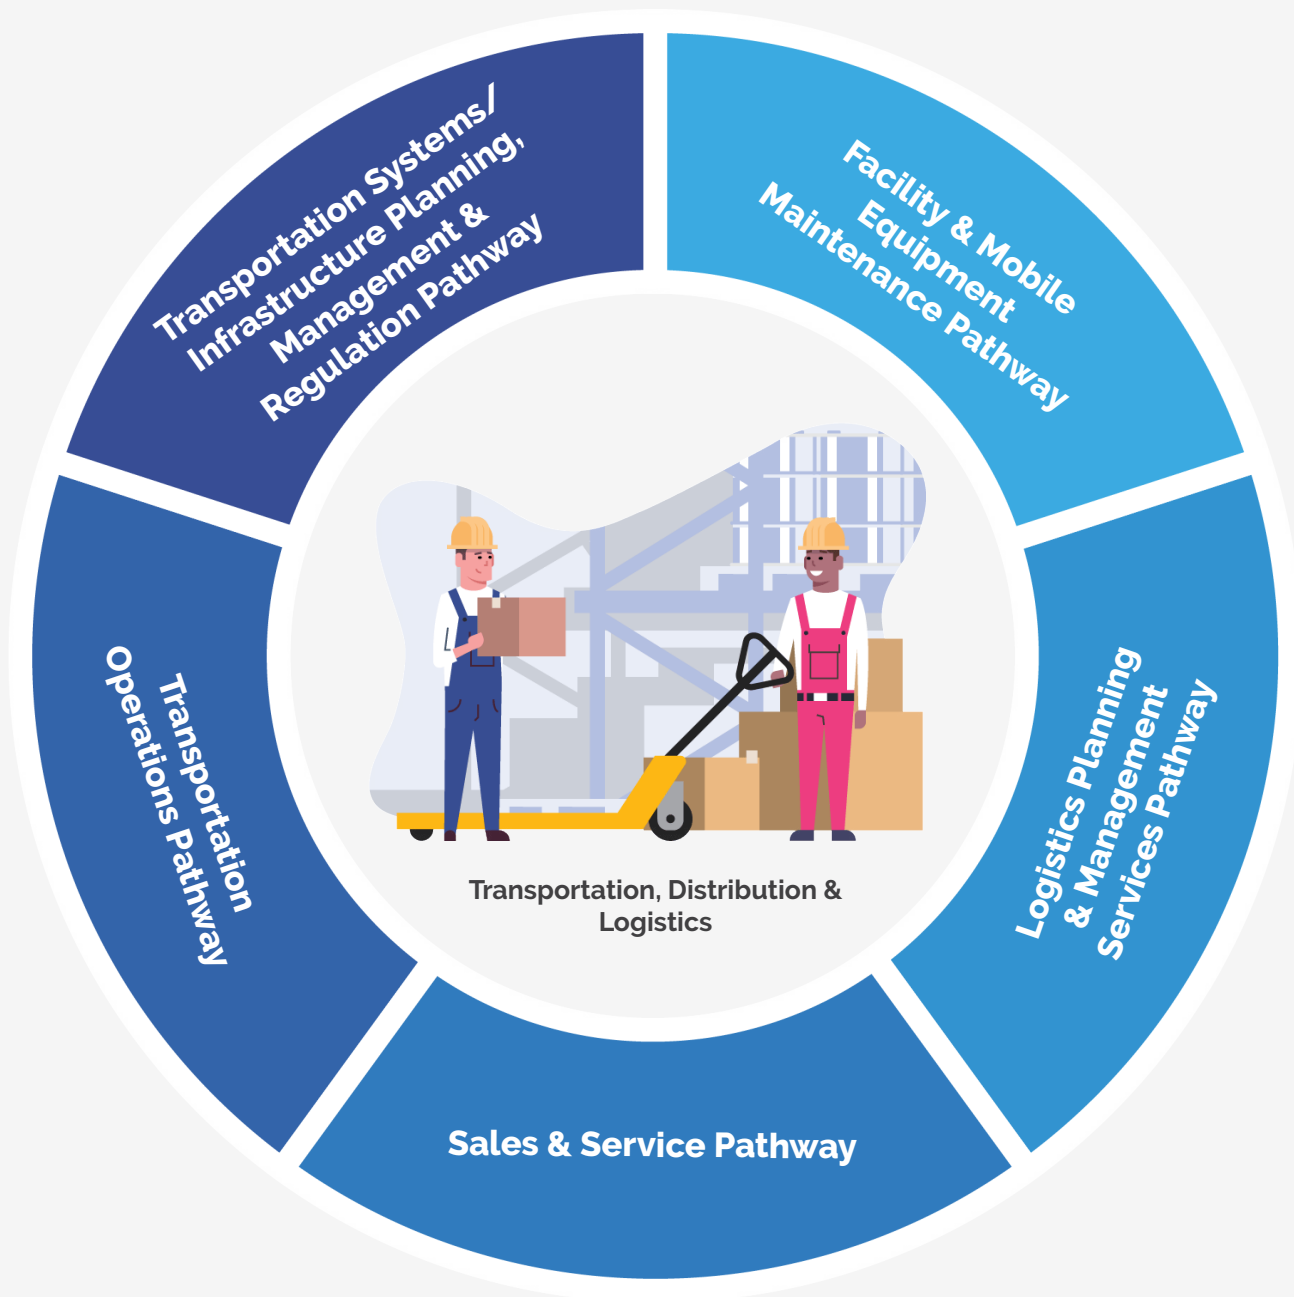 Transportation Systems/
Infrastructure Planning,
Management &
Regulation Pathway
Facility & Mobile
Equipment
Maintenance Pathway
Logistics Planning
& Management
Services Pathway
Sales & Service Pathway
Transportation
Operations Pathway
Transportation, Distribution &
Logistics